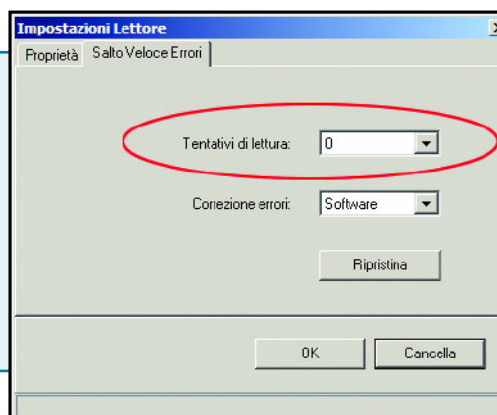 Impostazioni Lettore
Proprietà Salto Veloce Errori
Tentativi di lettura: 0
Correzione errori: Software
Ripristina
OK Cancella